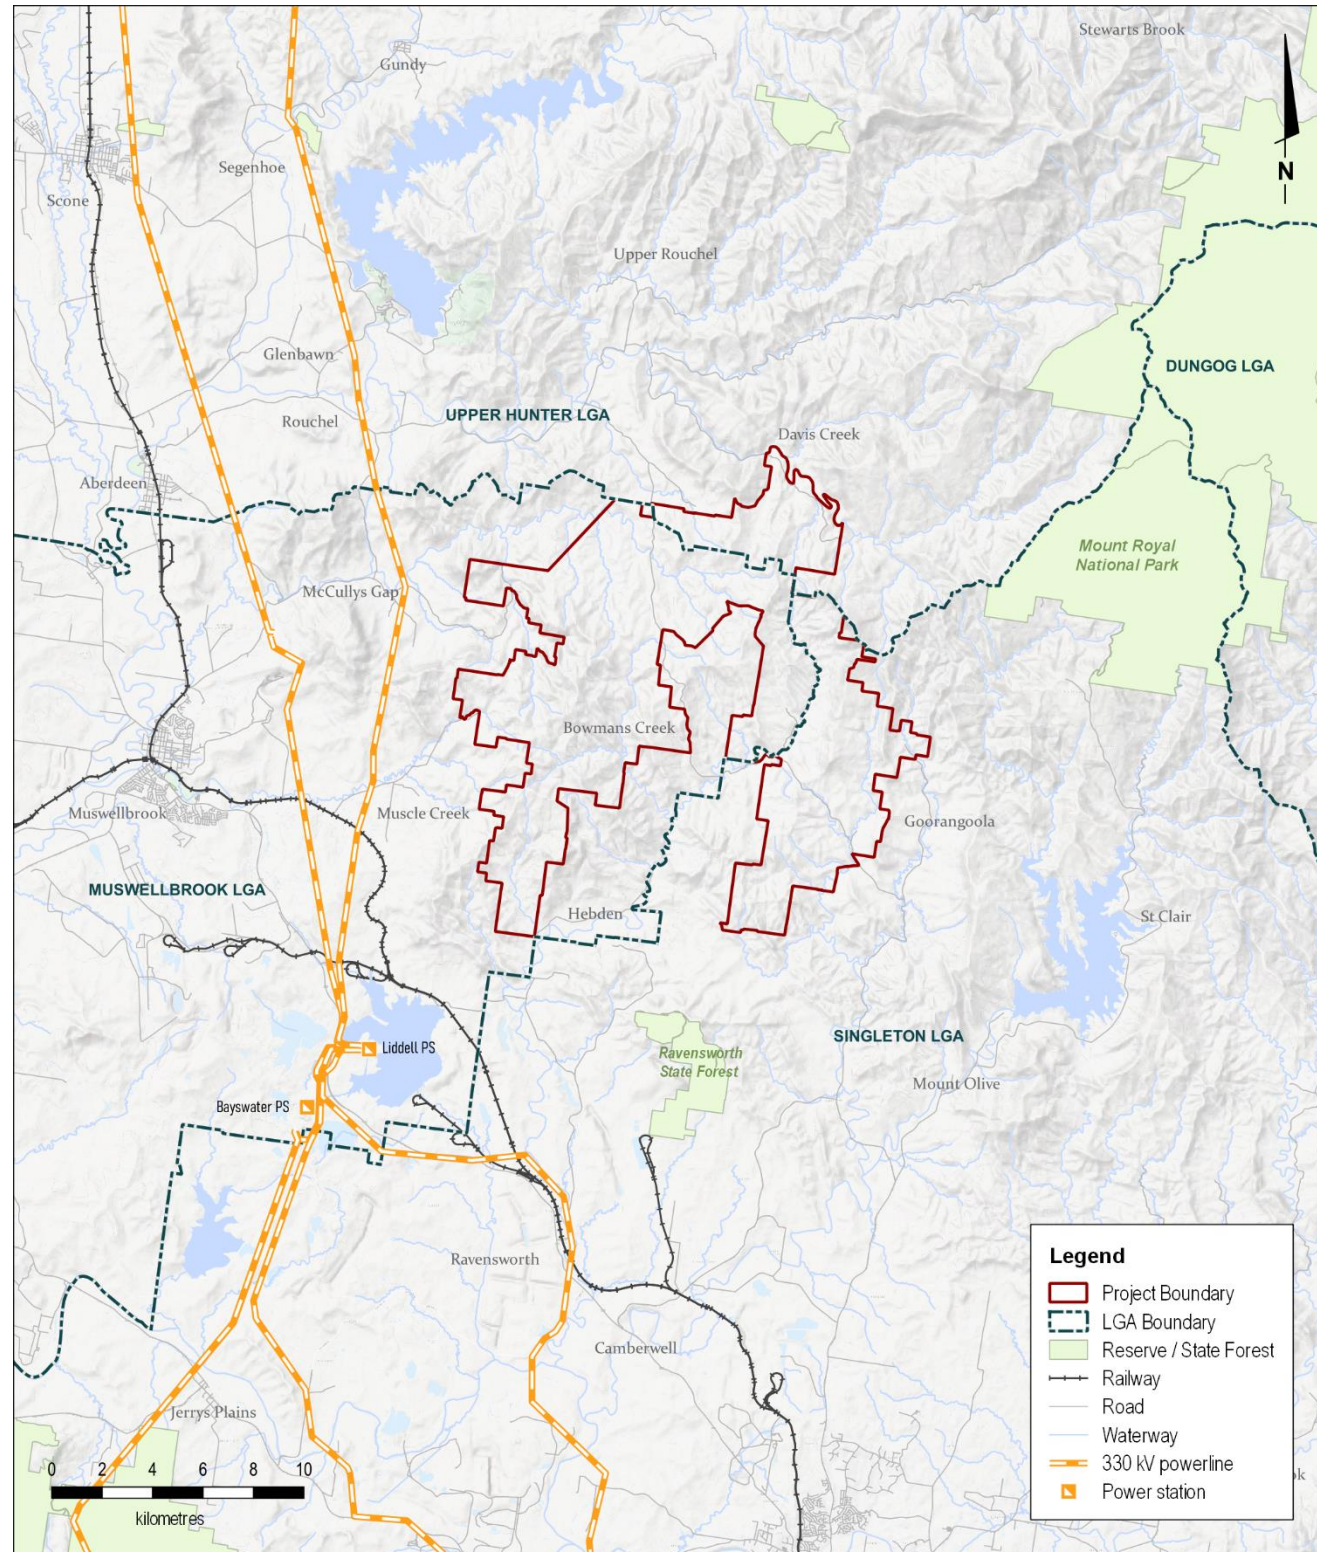 Stewarts Brook
Gundy
Segenhoe
Scone
N
Upper Rouchel
Glenbawn
DUNGOG LGA
Rouchel
UPPER HUNTER LGA
Davis Creek
Aberdeen
Mount Royal
National Park
McCullys Gap
Bowmans Creek
Muswellbrook
Muscle Creek
Goorangoola
MUSWELLBROOK LGA
Hebden
St Clair
SINGLETON LGA
Liddell PS
Ravensworth
State Forest
Mount Olive
Bayswater PS
Ravensworth
Camberwell
Jerrys Plains
0 2 4 6 8 10
kilometres
Legend
Project Boundary
LGA Boundary
Reserve / State Forest
Railway
Road
Waterway
330 kV powerline
Power station